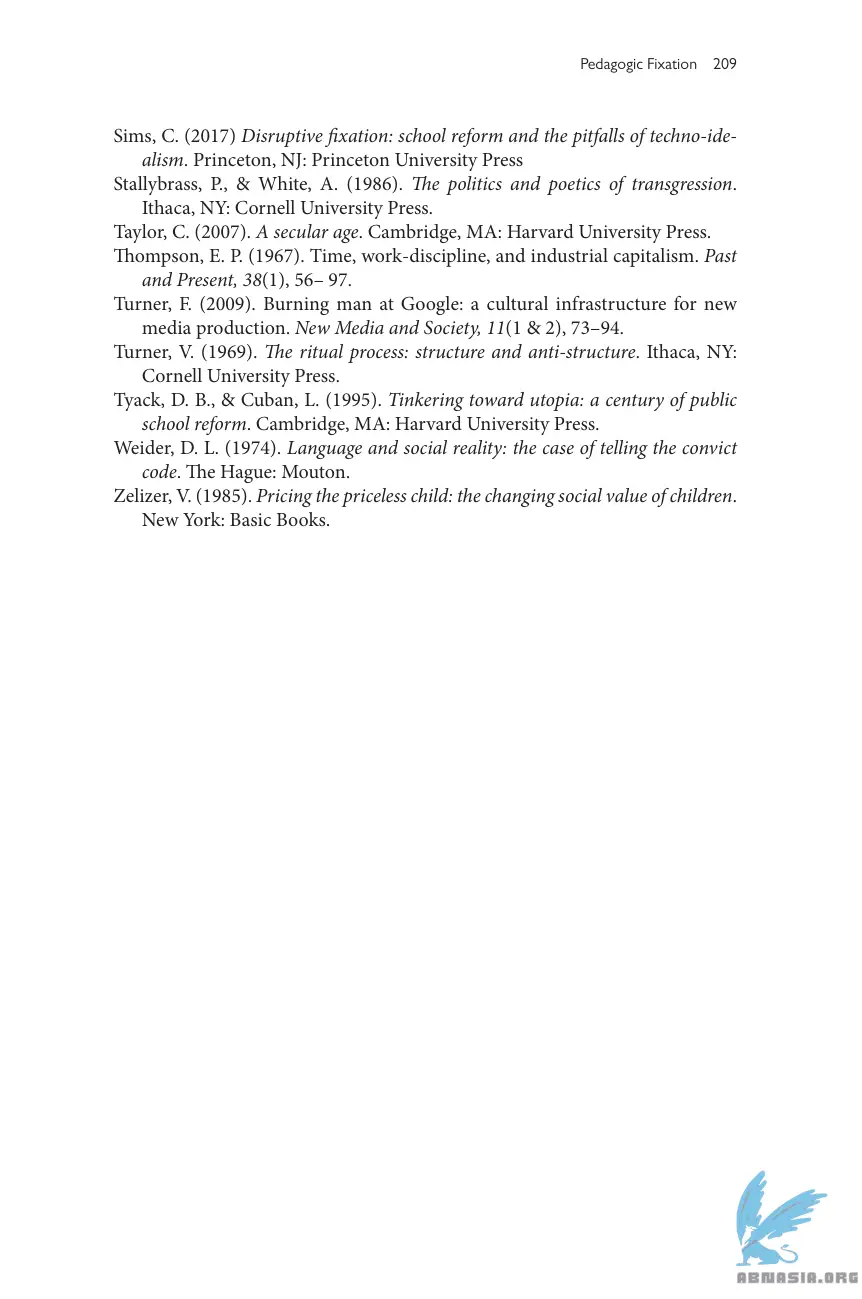 Pedagogic Fixation 209
Sims, C. (2017) Disruptive fixation: school reform and the pitfalls of techno-ide-
alism. Princeton, NJ: Princeton University Press
Stallybrass, P., & White, A. (1986). The politics and poetics of transgression.
Ithaca, NY: Cornell University Press.
Taylor, C. (2007). A secular age. Cambridge, MA: Harvard University Press.
Thompson, E. P. (1967). Time, work-discipline, and industrial capitalism. Past
and Present, 38(1), 56– 97.
Turner, F. (2009). Burning man at Google: a cultural infrastructure for new
media production. New Media and Society, 11(1 & 2), 73–94.
Turner, V. (1969). The ritual process: structure and anti-structure. Ithaca, NY:
Cornell University Press.
Tyack, D. B., & Cuban, L. (1995). Tinkering toward utopia: a century of public
school reform. Cambridge, MA: Harvard University Press.
Weider, D. L. (1974). Language and social reality: the case of telling the convict
code. The Hague: Mouton.
Zelizer, V. (1985). Pricing the priceless child: the changing social value of children.
New York: Basic Books.
ABNASIA.ORG